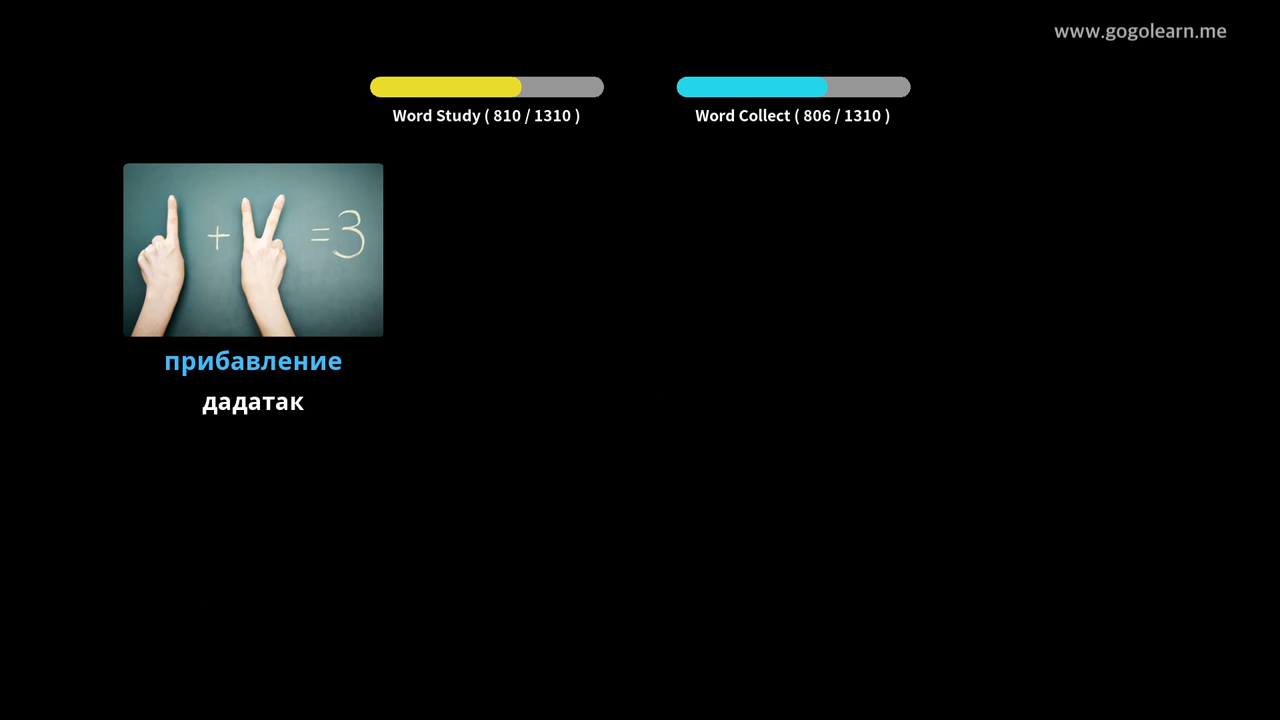 www.gogolearn.me
Word Study ( 810 / 1310 )
Word Collect ( 806 / 1310 )
+ =3
прибавление
дадатак